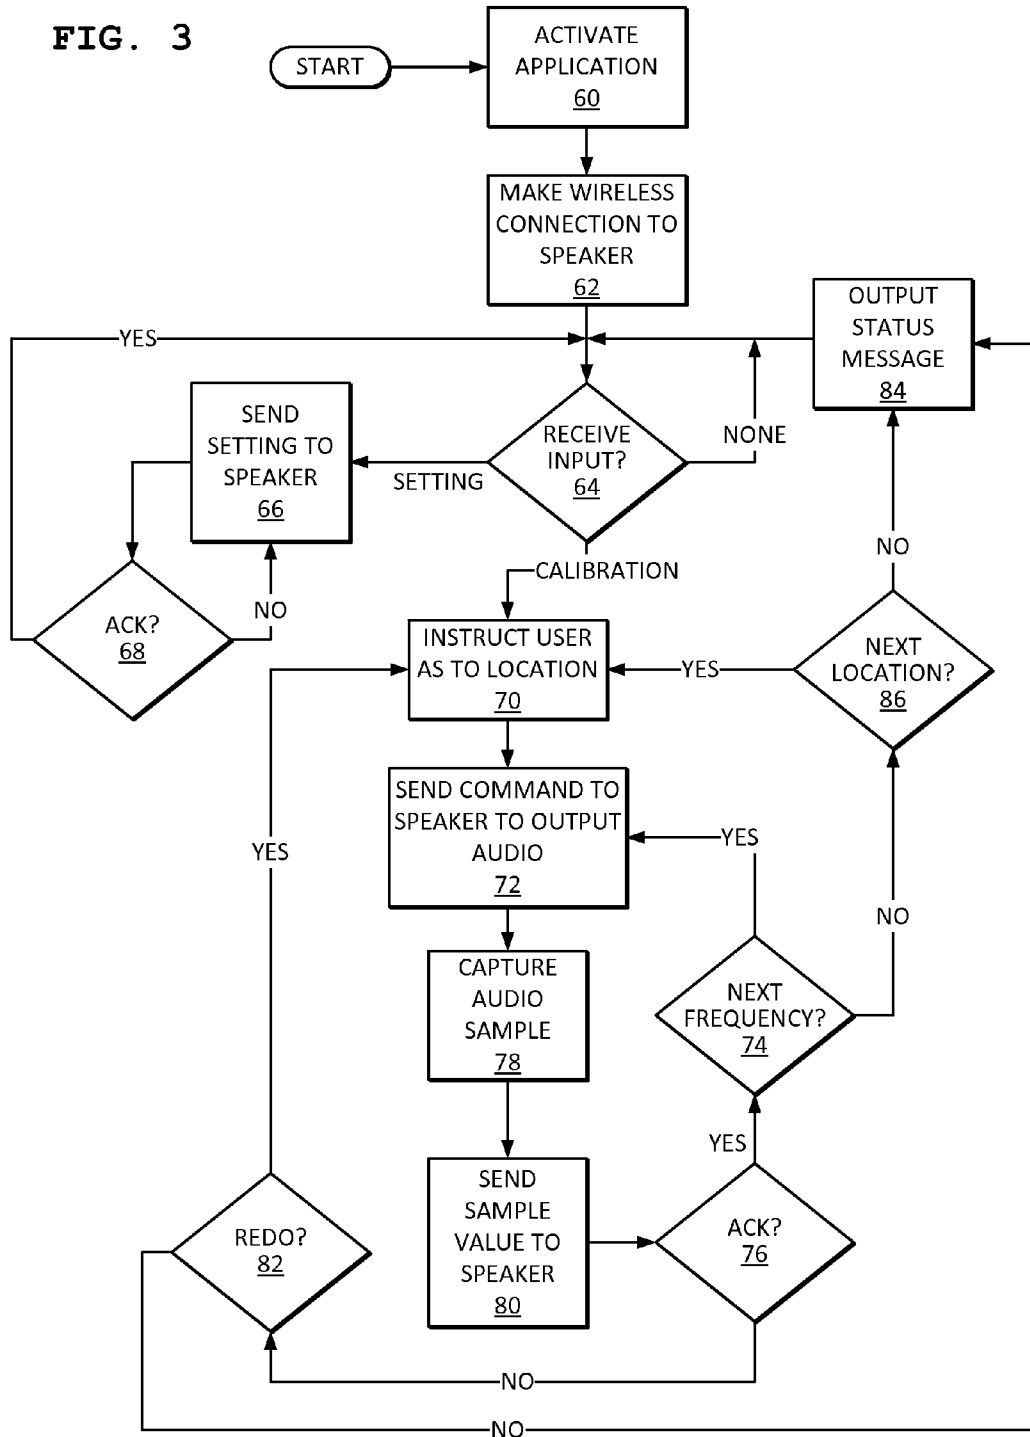 FIG. 3
START
ACTIVATE
APPLICATION
60
MAKE WIRELESS
CONNECTION TO
SPEAKER
62
OUTPUT
STATUS
MESSAGE
84
YES
SEND
SETTING TO
SPEAKER
66
SETTING
RECEIVE
INPUT?
64
NONE
NO
CALIBRATION
ACK?
68
NO
INSTRUCT USER
AS TO LOCATION
70
YES
NEXT
LOCATION?
86
SEND COMMAND TO
SPEAKER TO OUTPUT
AUDIO
72
YES
YES
NO
CAPTURE
AUDIO
SAMPLE
78
NEXT
FREQUENCY?
74
YES
SEND
SAMPLE
VALUE TO
SPEAKER
80
ACK?
76
REDO?
82
NO
NO